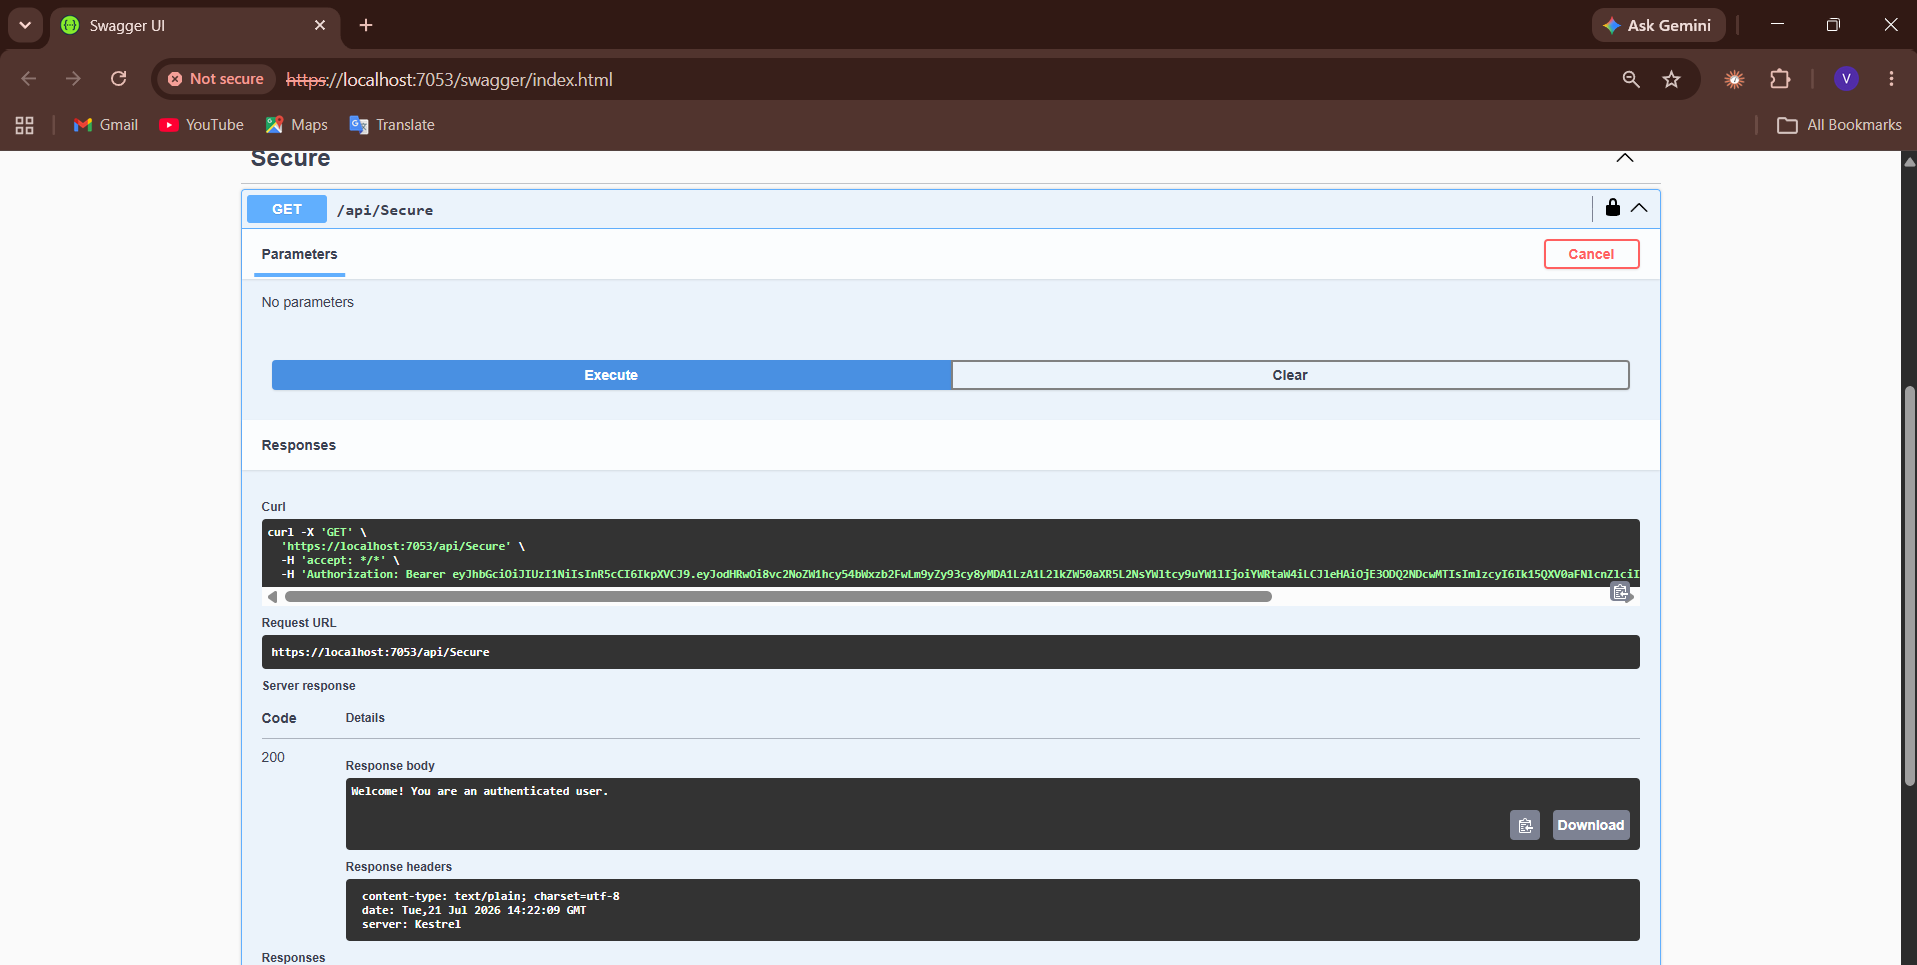 Swagger UI
Ask Gemini
Not secure
https://localhost:7053/swagger/index.html
V
Gmail
YouTube
Maps
Translate
All Bookmarks
Secure
GET
/api/Secure
Parameters
Cancel
No parameters
Execute
Clear
Responses
Curl
curl -X 'GET' \
'https://localhost:7053/api/Secure' \
-H 'accept: */*' \
-H 'Authorization: Bearer eyJhbGciOiJIUzI1NiIsInR5cCI6IkpXVCJ9.eyJodHRwOi8vc2NoZW1hcy54bWxzb2FwLm9yZy93cy8yMDA1LzA1L2lkZW50aXR5L2NsYWltcy9uYW1lIjoiYWRtaW4iLCJleHAiOjE3ODQ2NDcwMTIsImlzcyI6Ik15QXV0aFNlcnZlciI
Request URL
https://localhost:7053/api/Secure
Server response
Code
Details
200
Response body
Welcome! You are an authenticated user.
Download
Response headers
content-type: text/plain; charset=utf-8
date: Tue,21 Jul 2026 14:22:09 GMT
server: Kestrel
Responses